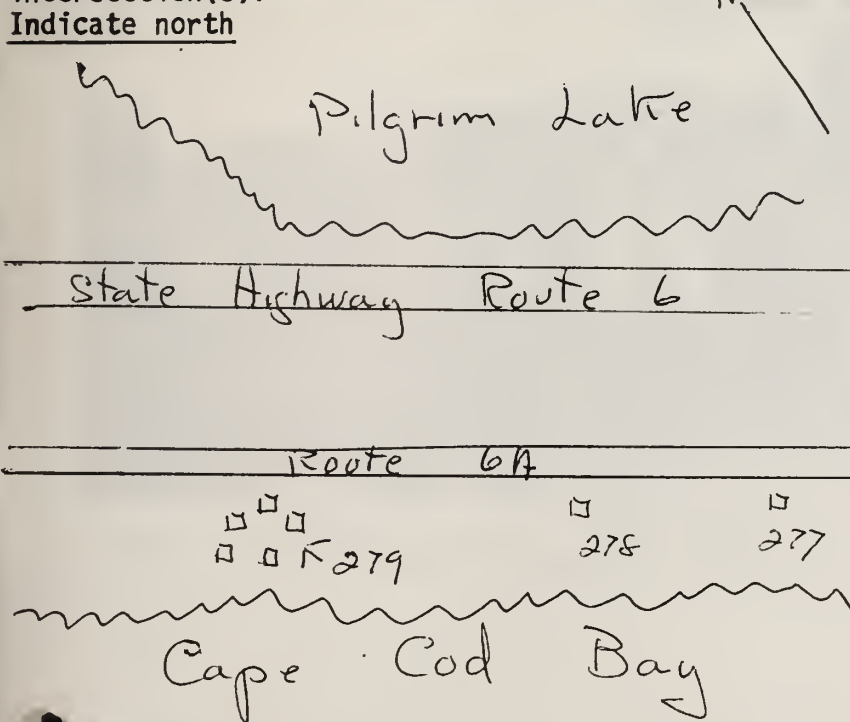 Indicate north
Pilgrim Lake
State Highway Route 6
Route 6A
279
278
277
Cape Cod Bay